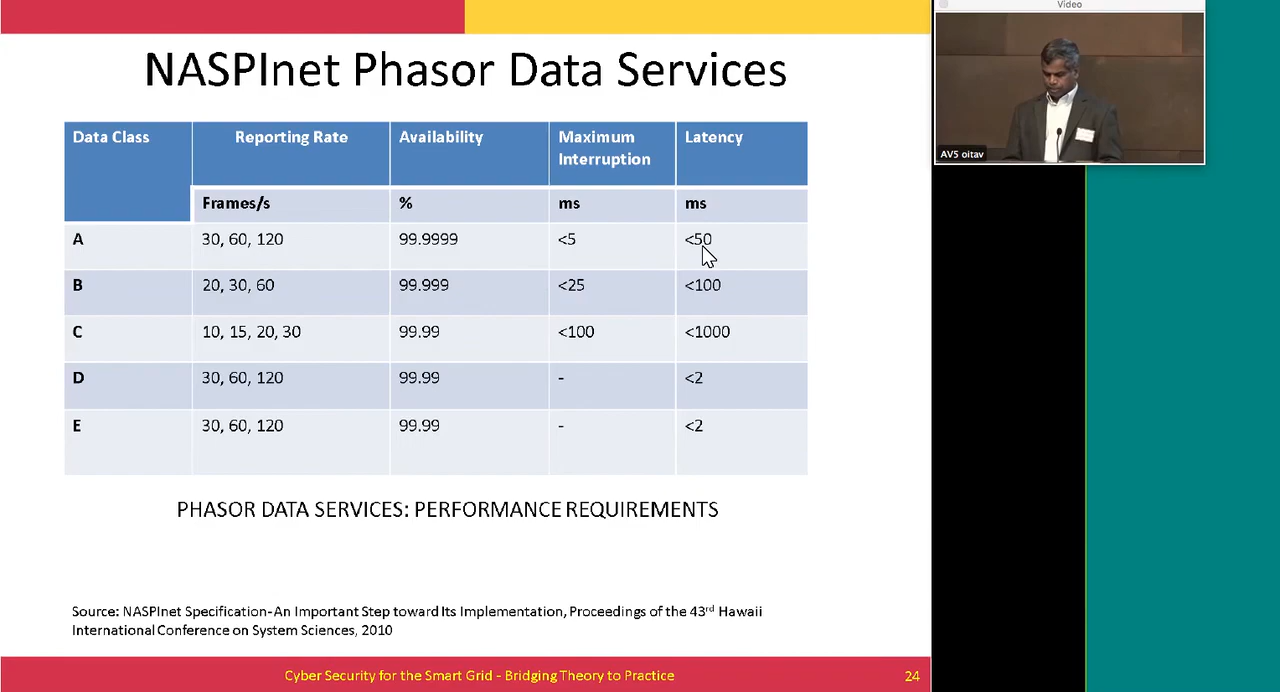 NASPInet Phasor Data Services
Data Class Reporting Rate Availability Maximum Interruption Latency
Frames/s % ms ms
A 30, 60, 120 99.9999 <5 <50
B 20, 30, 60 99.999 <25 <100
C 10, 15, 20, 30 99.99 <100 <1000
D 30, 60, 120 99.99 - <2
E 30, 60, 120 99.99 - <2
PHASOR DATA SERVICES: PERFORMANCE REQUIREMENTS
Source: NASPInet Specification-An Important Step toward Its Implementation, Proceedings of the 43rd Hawaii
International Conference on System Sciences, 2010
Cyber Security for the Smart Grid - Bridging Theory to Practice
24
Video
AV5 oitav